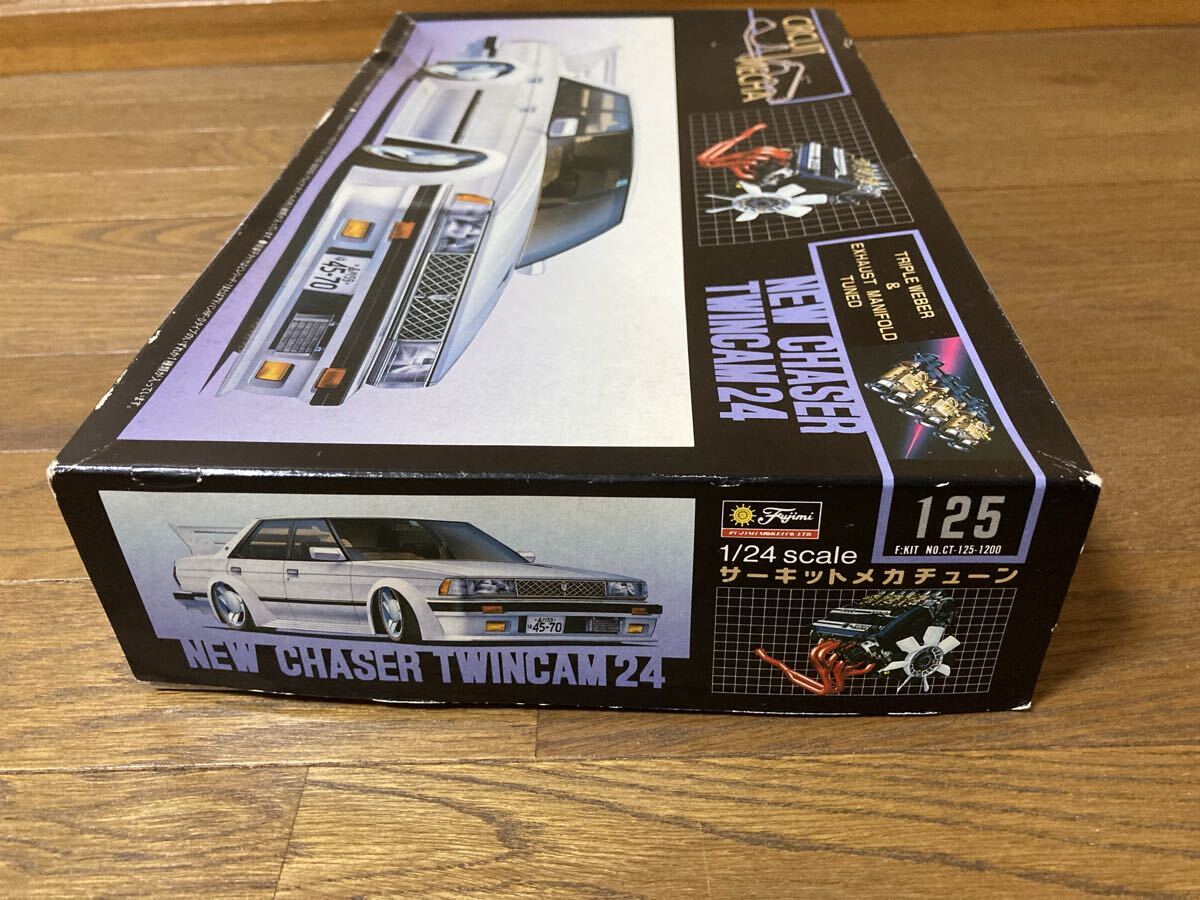 CIRCUIT
MECHA
TRIPLE WEBER
&
EXHAUST MANIFOLD
TUNED
NEW CHASER
TWINCAM 24
45-70
Fujimi
1/24 scale
サーキットメカチューン
125
F:KIT NO.CT-125-1200
45-70
NEW CHASER TWINCAM 24